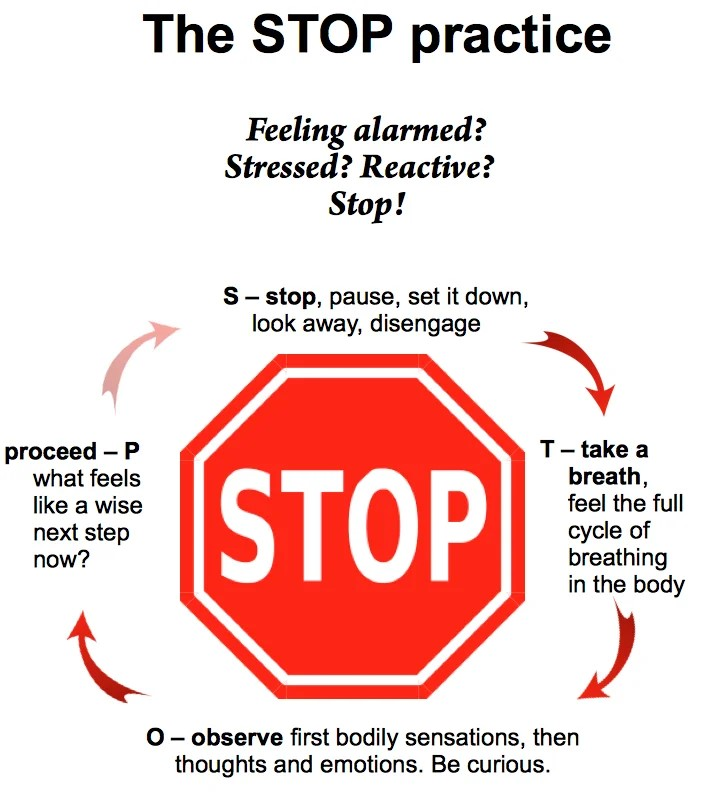 The STOP practice
Feeling alarmed?
Stressed? Reactive?
Stop!
S – stop, pause, set it down,
look away, disengage
T – take a
breath,
feel the full
cycle of
breathing
in the body
O – observe first bodily sensations, then
thoughts and emotions. Be curious.
proceed – P
what feels
like a wise
next step
now?
STOP